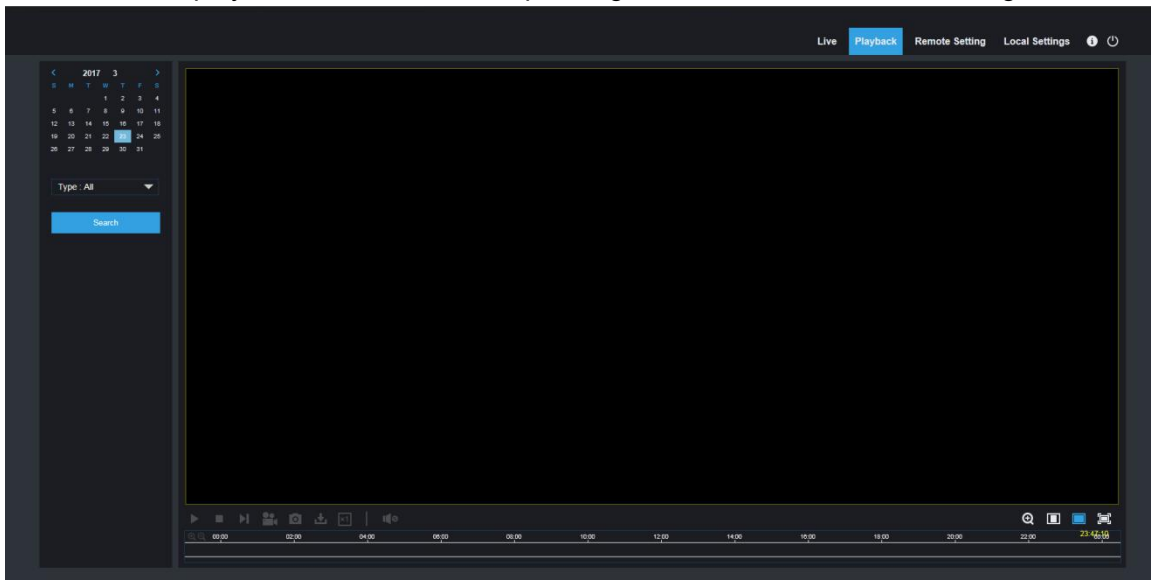 Live Playback Remote Setting Local Settings
2017 3
S M T W T F S
1 2 3 4
5 6 7 8 9 10 11
12 13 14 15 16 17 18
19 20 21 22 23 24 25
26 27 28 29 30 31
Type : All
Search
x1
00:00 02:00 04:00 06:00 08:00 10:00 12:00 14:00 16:00 18:00 20:00 22:00